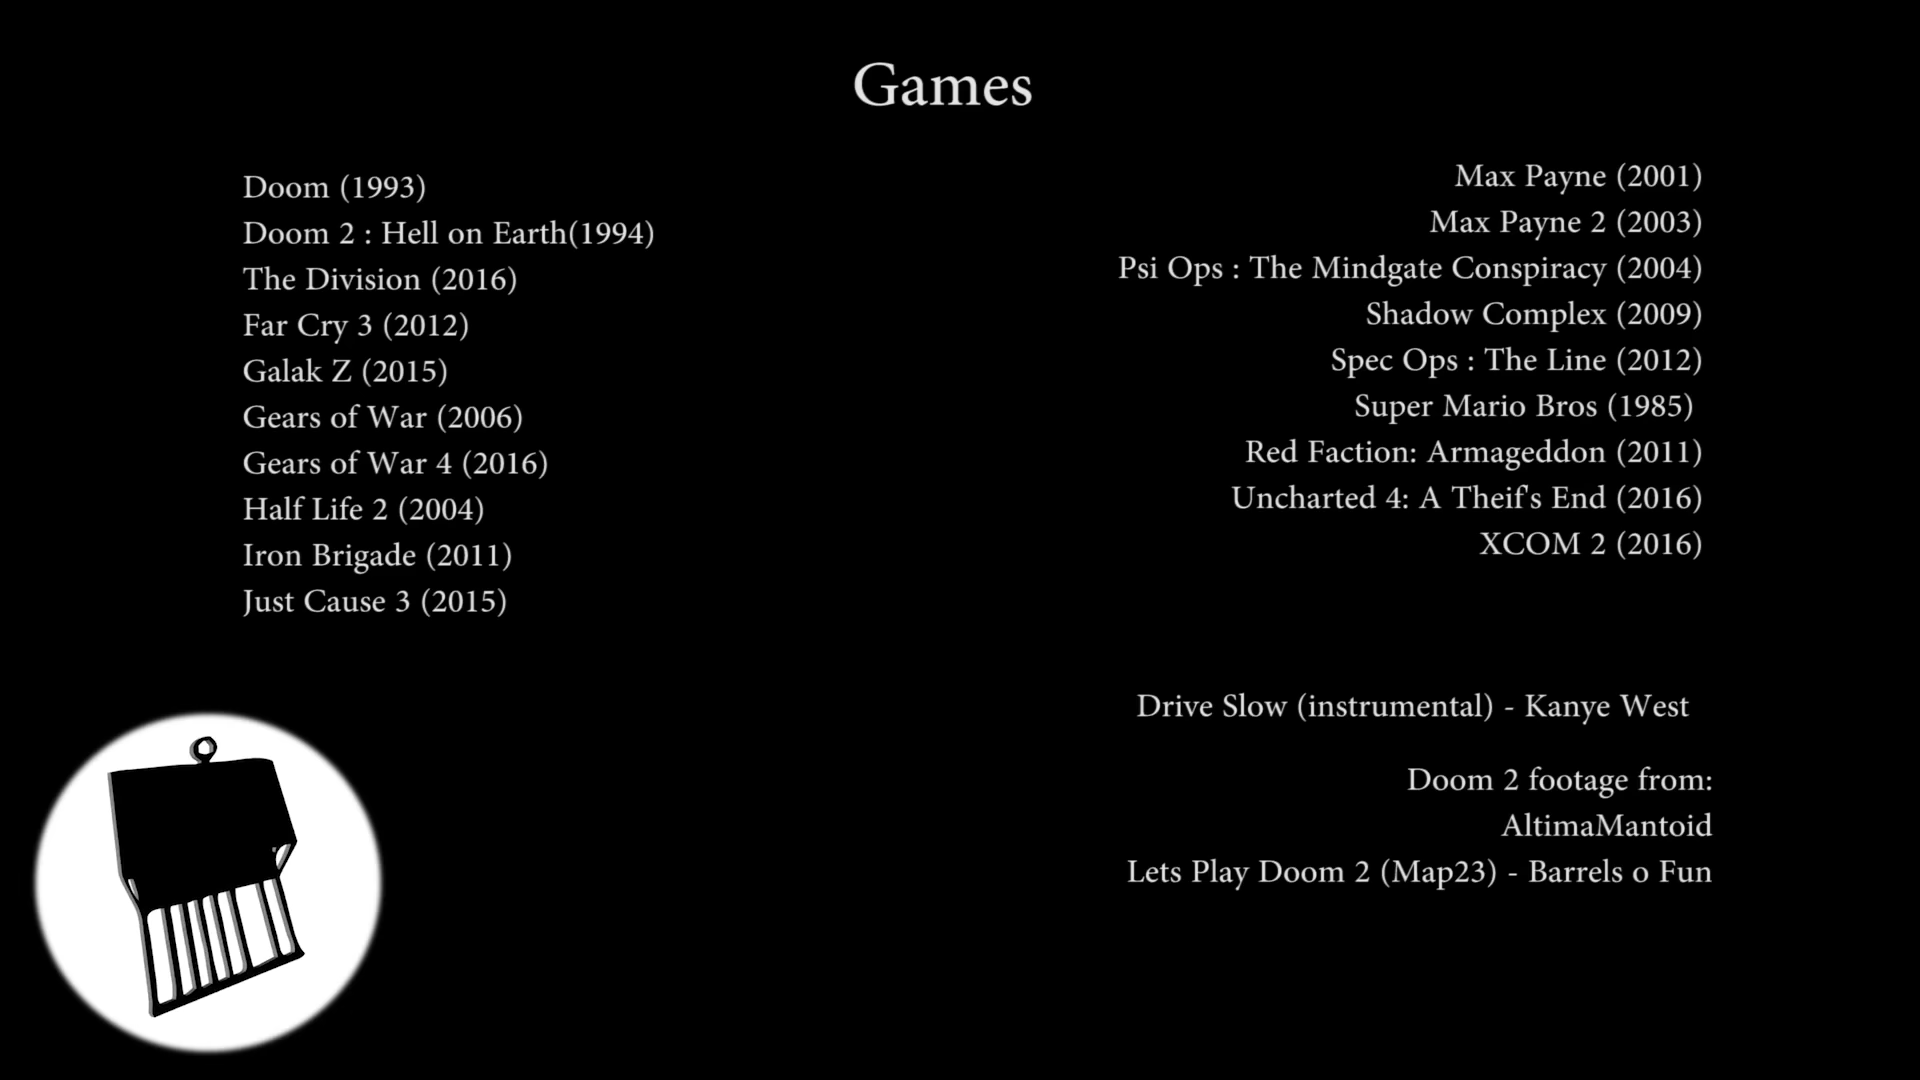 Games
Doom (1993)
Doom 2 : Hell on Earth(1994)
The Division (2016)
Far Cry 3 (2012)
Galak Z (2015)
Gears of War (2006)
Gears of War 4 (2016)
Half Life 2 (2004)
Iron Brigade (2011)
Just Cause 3 (2015)
Max Payne (2001)
Max Payne 2 (2003)
Psi Ops : The Mindgate Conspiracy (2004)
Shadow Complex (2009)
Spec Ops : The Line (2012)
Super Mario Bros (1985)
Red Faction: Armageddon (2011)
Uncharted 4: A Theif's End (2016)
XCOM 2 (2016)
Drive Slow (instrumental) - Kanye West
Doom 2 footage from:
AltimaMantoid
Lets Play Doom 2 (Map23) - Barrels o Fun